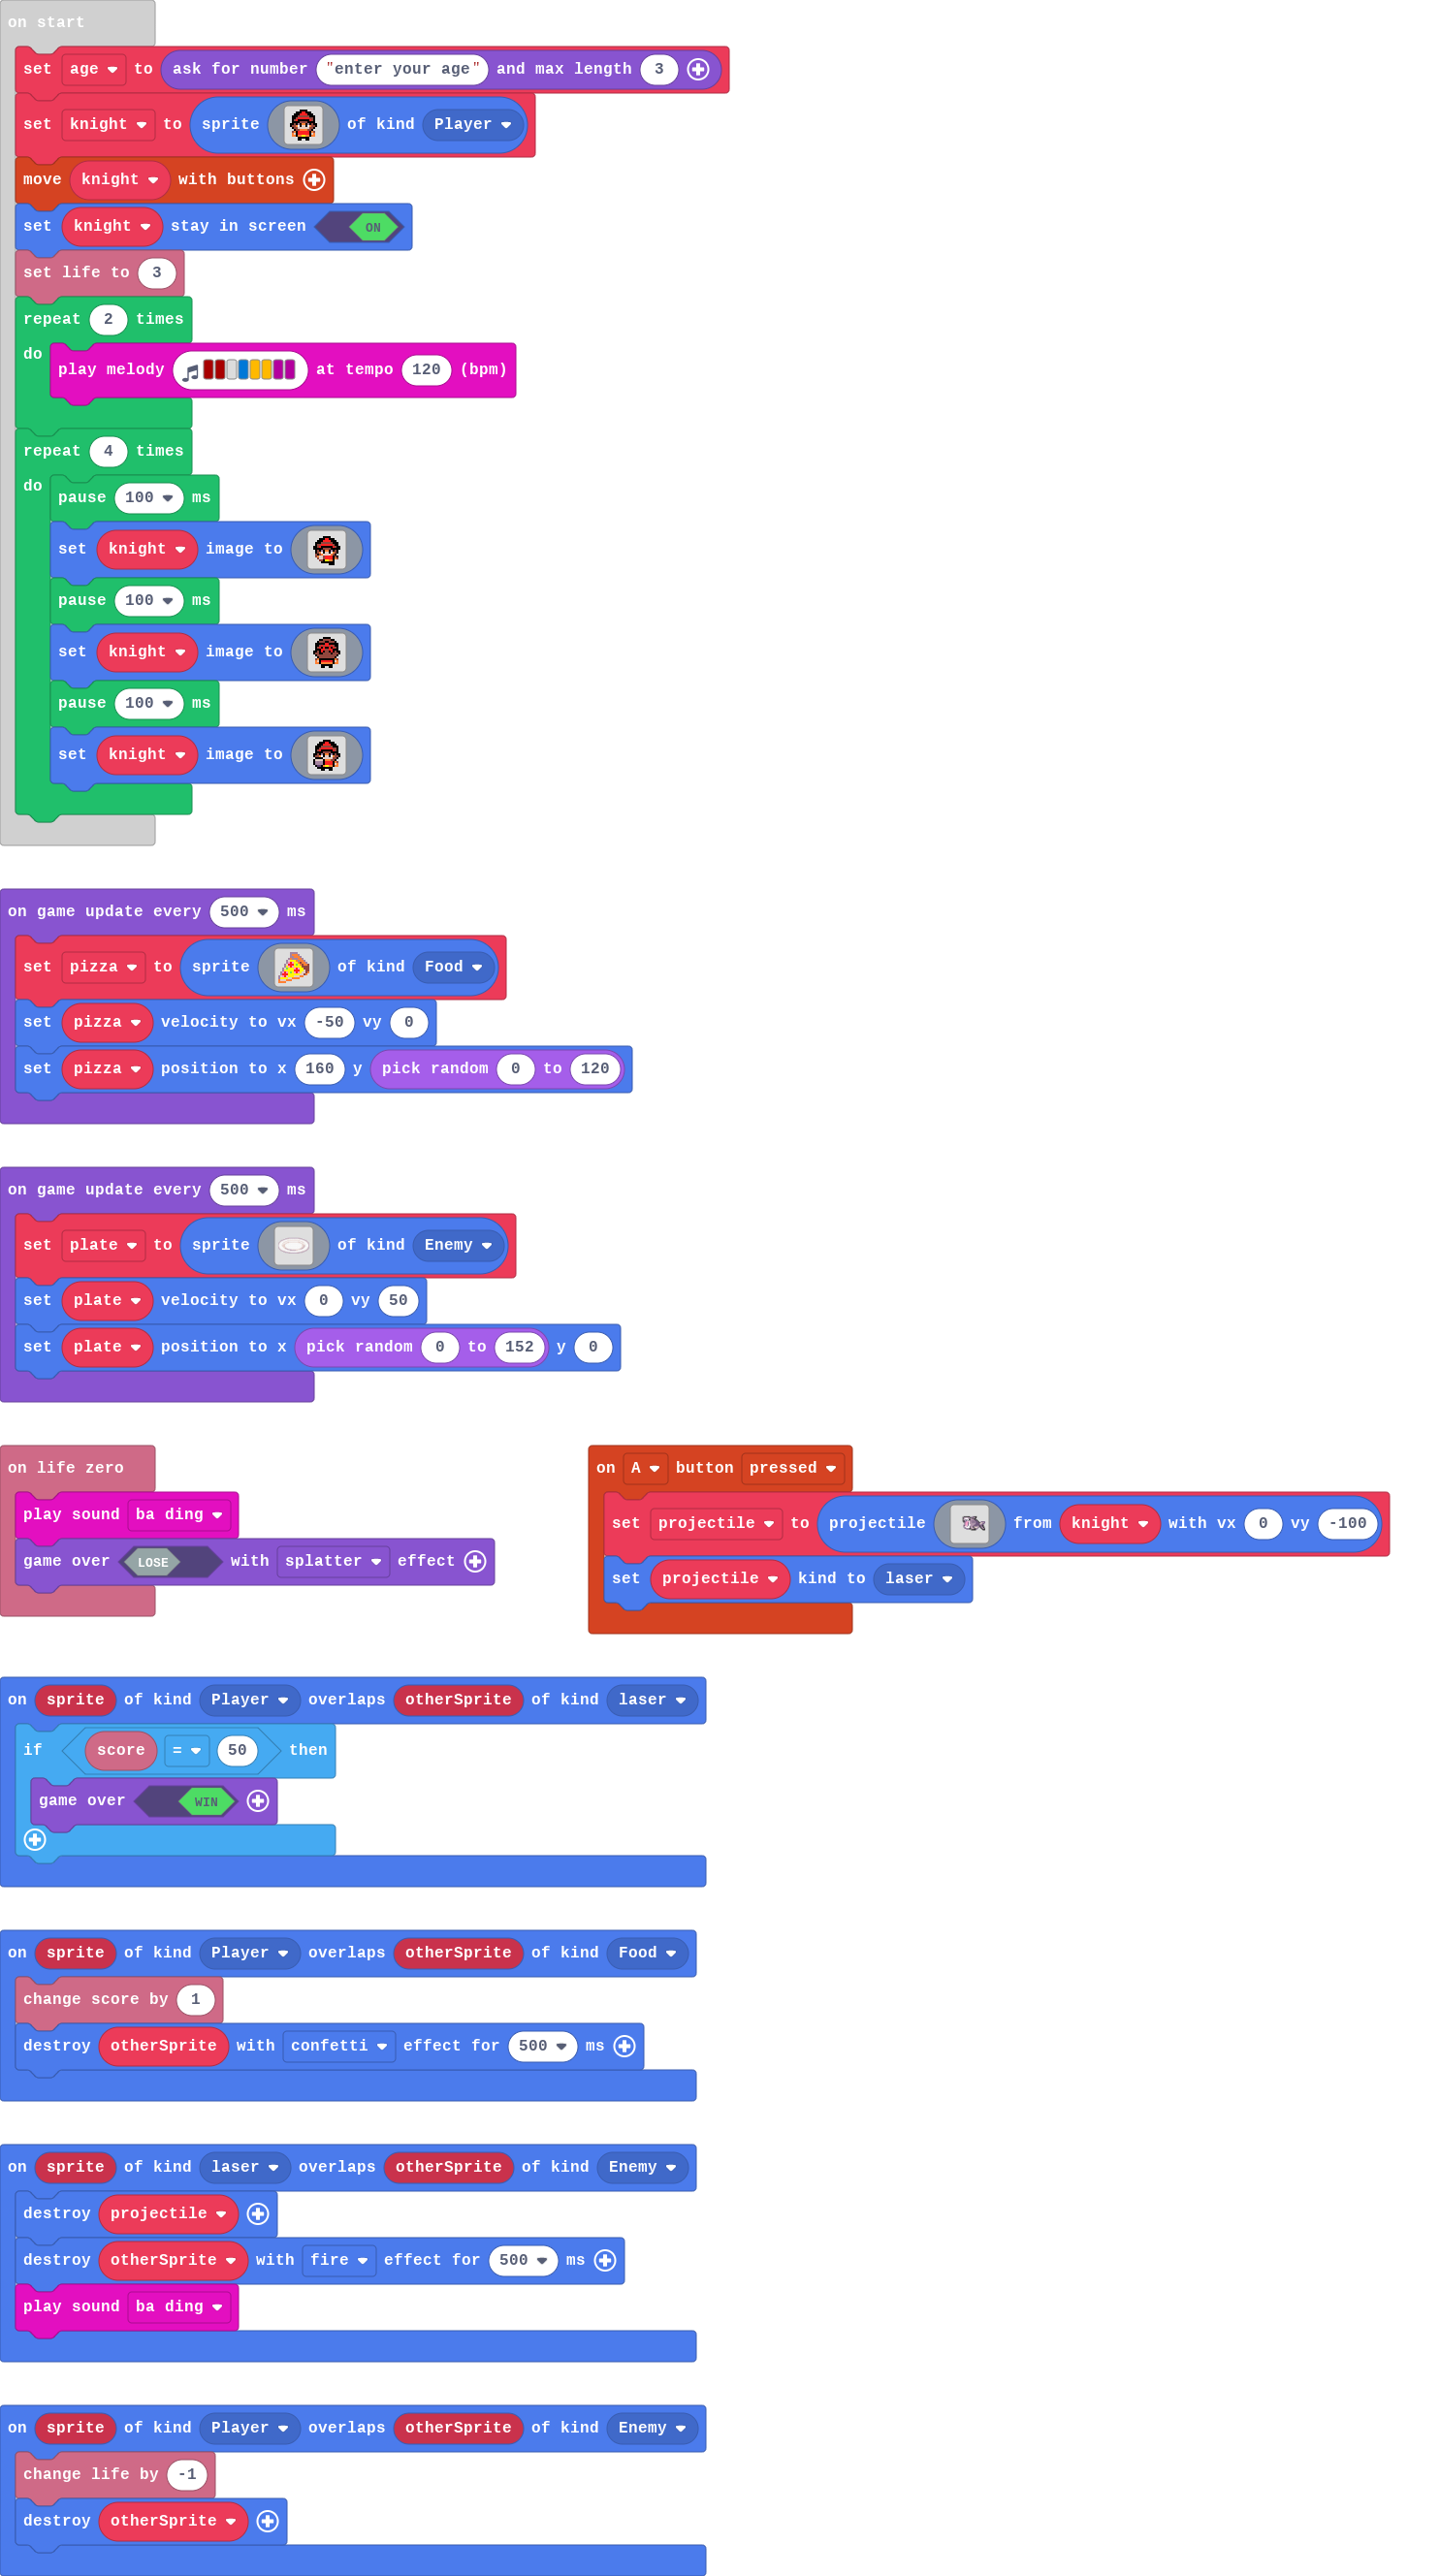 on start
set age to ask for number "enter your age" and max length 3
set knight to sprite of kind Player
move knight with buttons
set knight stay in screen ON
set life to 3
repeat 2 times
do
play melody at tempo 120 (bpm)
repeat 4 times
do
pause 100 ms
set knight image to
pause 100 ms
set knight image to
pause 100 ms
set knight image to
on game update every 500 ms
set pizza to sprite of kind Food
set pizza velocity to vx -50 vy 0
set pizza position to x 160 y pick random 0 to 120
on game update every 500 ms
set plate to sprite of kind Enemy
set plate velocity to vx 0 vy 50
set plate position to x pick random 0 to 152 y 0
on life zero
play sound ba ding
game over LOSE with splatter effect
on A button pressed
set projectile to projectile from knight with vx 0 vy -100
set projectile kind to laser
on sprite of kind Player overlaps otherSprite of kind laser
if score = 50 then
game over WIN
on sprite of kind Player overlaps otherSprite of kind Food
change score by 1
destroy otherSprite with confetti effect for 500 ms
on sprite of kind laser overlaps otherSprite of kind Enemy
destroy projectile
destroy otherSprite with fire effect for 500 ms
play sound ba ding
on sprite of kind Player overlaps otherSprite of kind Enemy
change life by -1
destroy otherSprite